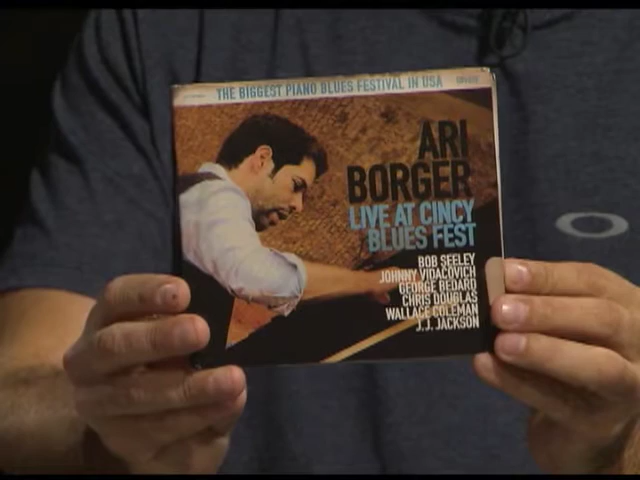 THE BIGGEST PIANO BLUES FESTIVAL IN USA
ARI
BORGER
LIVE AT CINCY
BLUES FEST
BOB SEELEY
JOHNNY VIDACOVICH
GEORGE BEDARD
CHRIS DOUGLAS
WALLACE COLEMAN
J.J. JACKSON